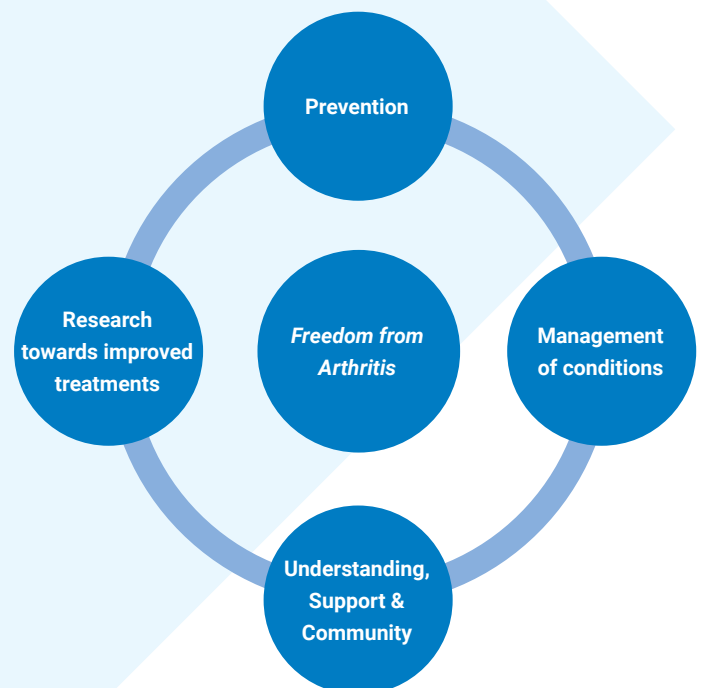 Prevention
Research
towards improved
treatments
Freedom from
Arthritis
Management
of conditions
Understanding,
Support &
Community